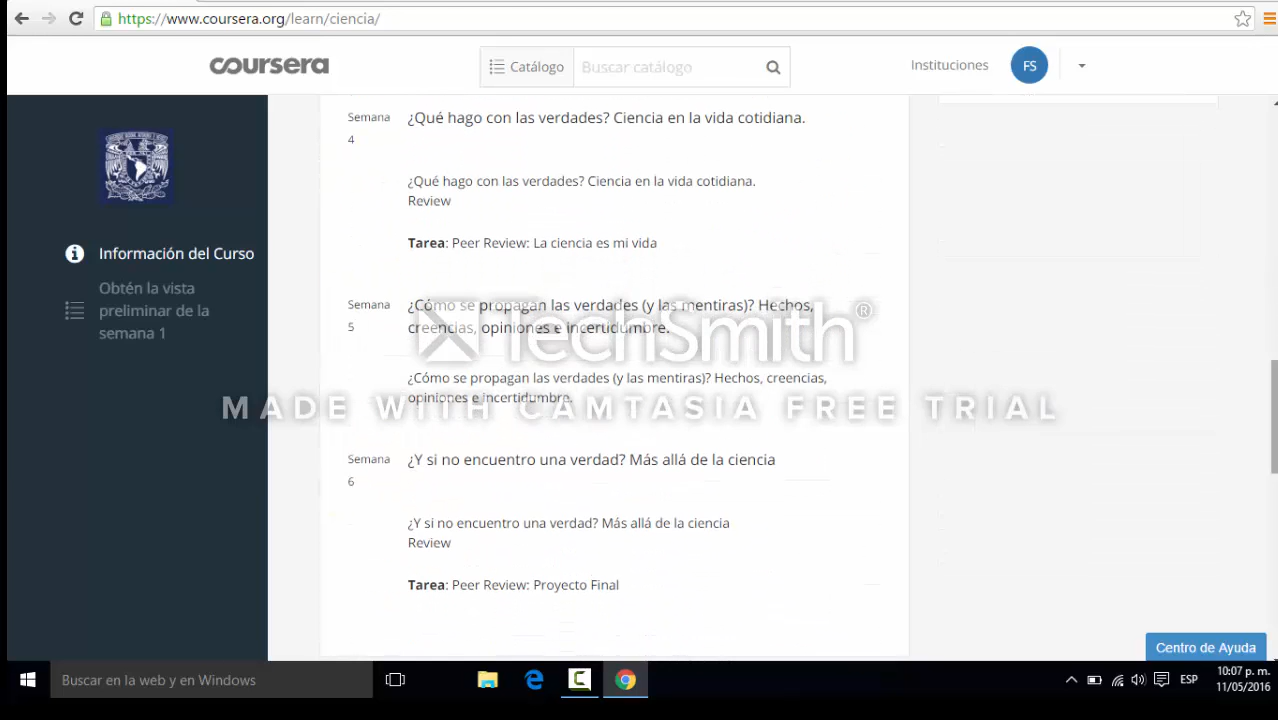 https://www.coursera.org/learn/ciencia/
coursera
Catálogo
Buscar catálogo
Instituciones
FS
Información del Curso
Obtén la vista
preliminar de la
semana 1
Semana
4
¿Qué hago con las verdades? Ciencia en la vida cotidiana.
¿Qué hago con las verdades? Ciencia en la vida cotidiana.
Review
Tarea: Peer Review: La ciencia es mi vida
Semana
5
¿Cómo se propagan las verdades (y las mentiras)? Hechos,
creencias, opiniones e incertidumbre.
¿Cómo se propagan las verdades (y las mentiras)? Hechos, creencias,
opiniones e incertidumbre.
TechSmith®
MADE WITH CAMTASIA FREE TRIAL
Semana
6
¿Y si no encuentro una verdad? Más allá de la ciencia
¿Y si no encuentro una verdad? Más allá de la ciencia
Review
Tarea: Peer Review: Proyecto Final
Centro de Ayuda
Buscar en la web y en Windows
ESP
10:07 p. m.
11/05/2016